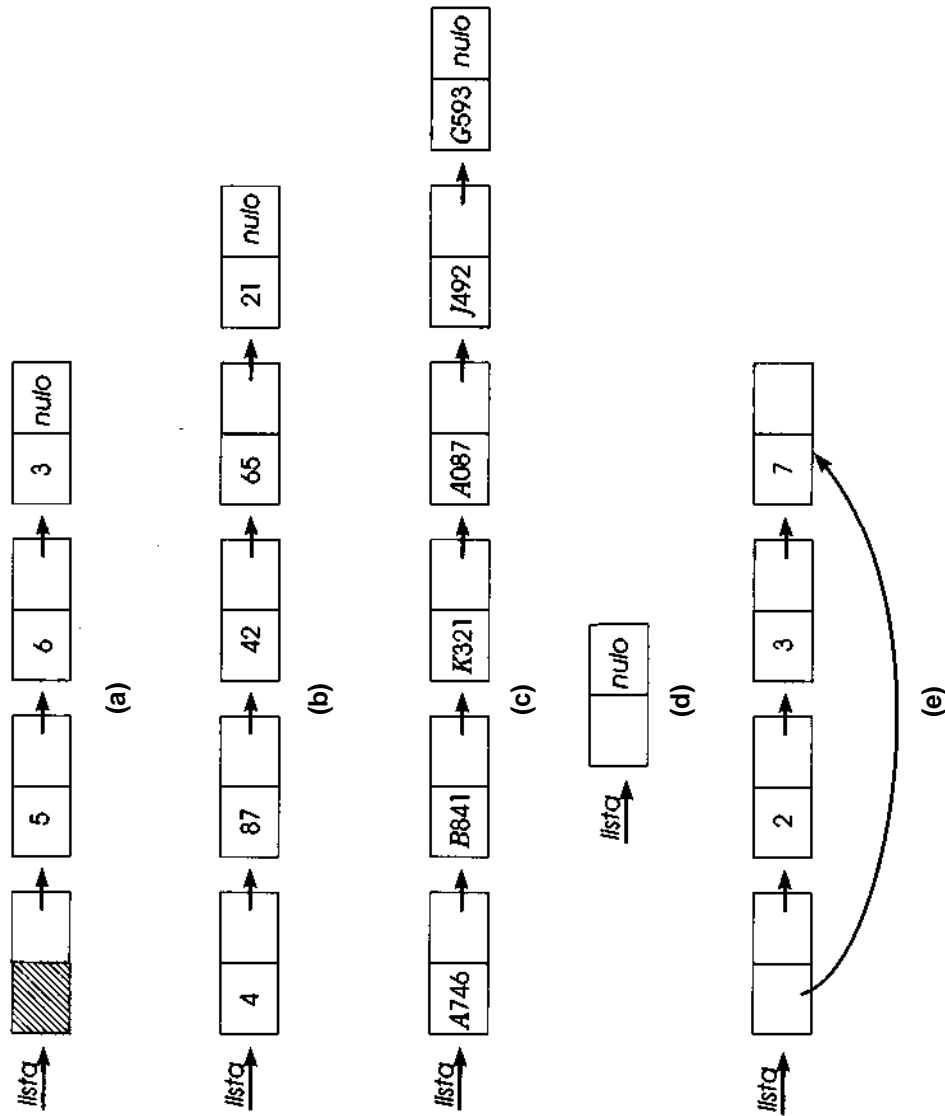 lista 5 6 3 nulo
(a)
lista 4 87 42 65 21 nulo
(b)
lista A746 B841 K321 A087 J492 G593 nulo
(c)
lista nulo
(d)
lista 2 3 7
(e)